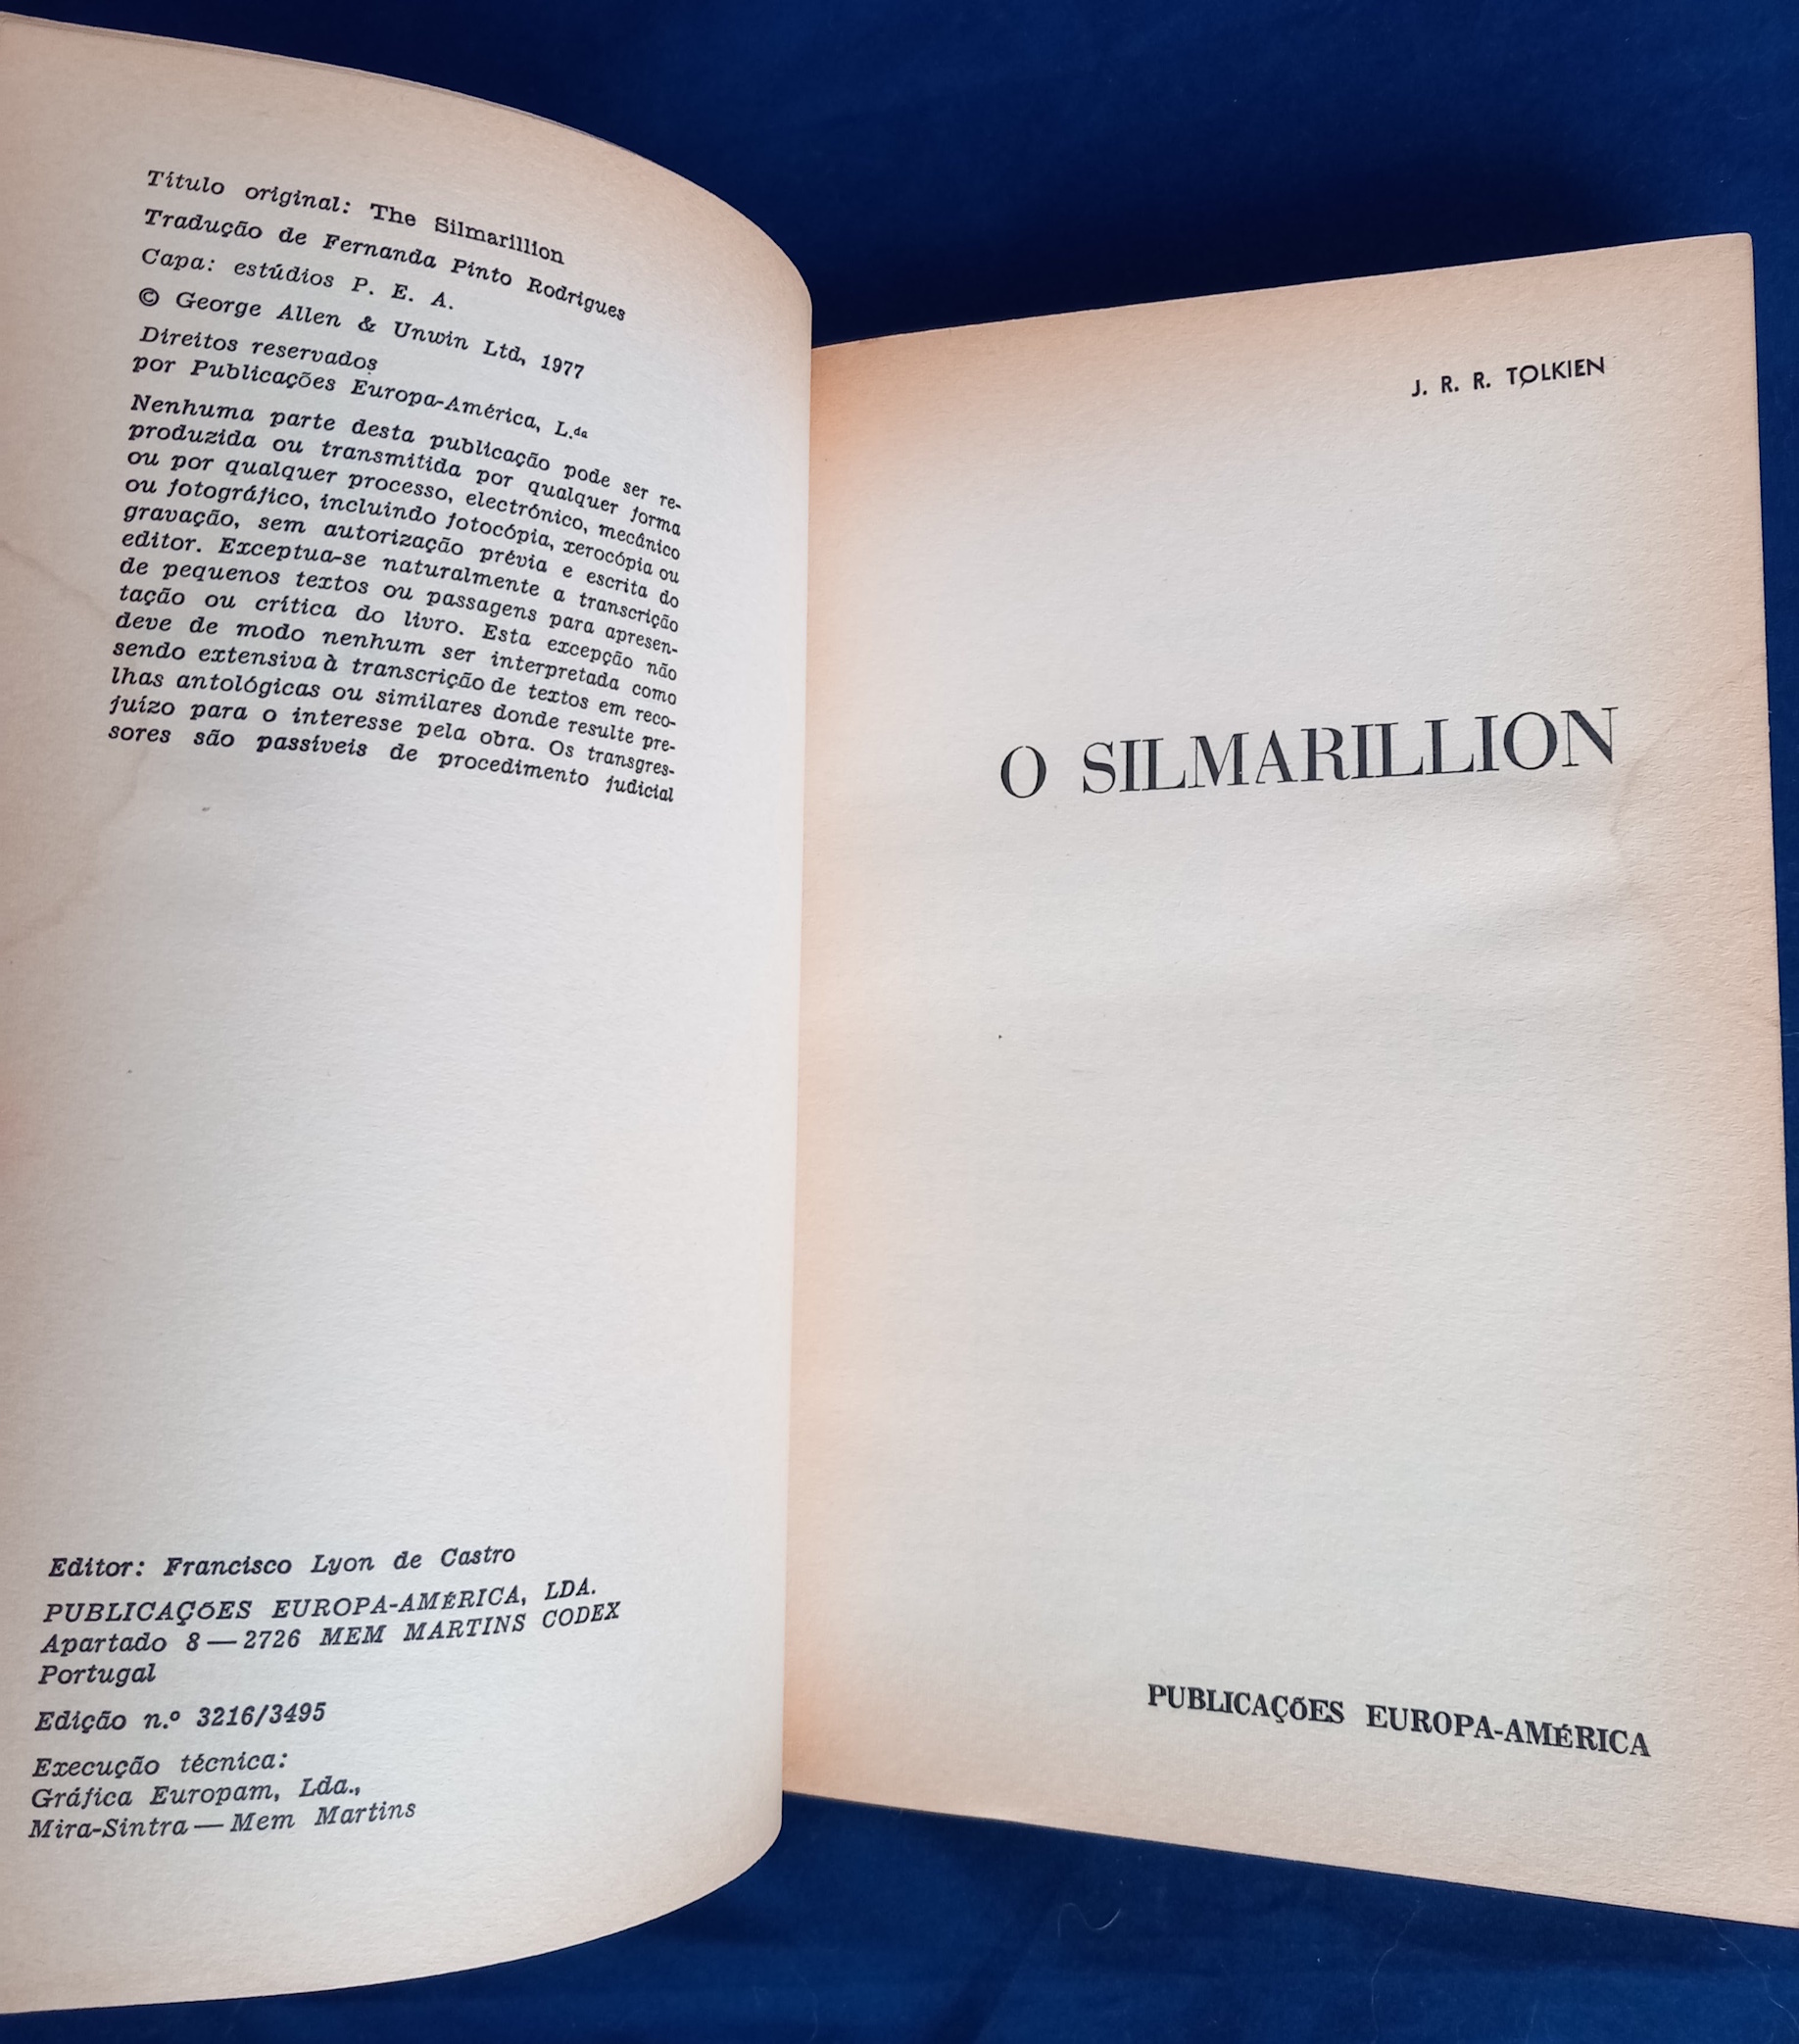 Título original: The Silmarillion
Tradução de Fernanda Pinto Rodrigues
Capa: estúdios P. E. A.
© George Allen & Unwin Ltd, 1977
Direitos reservados
por Publicações Europa-América, L.da
Nenhuma parte desta publicação pode ser re-
produzida ou transmitida por qualquer forma
ou por qualquer processo, electrónico, mecânico
ou fotográfico, incluindo fotocópia, xerocópia ou
gravação, sem autorização prévia e escrita do
editor. Exceptua-se naturalmente a transcrição
de pequenos textos ou passagens para apresen-
tação ou crítica do livro. Esta excepção não
deve de modo nenhum ser interpretada como
sendo extensiva à transcrição de textos em reco-
lhas antológicas ou similares donde resulte pre-
juízo para o interesse pela obra. Os transgres-
sores são passíveis de procedimento judicial
Editor: Francisco Lyon de Castro
PUBLICAÇÕES EUROPA-AMÉRICA, LDA.
Apartado 8 — 2726 MEM MARTINS CODEX
Portugal
Edição n.º 3216/3495
Execução técnica:
Gráfica Europam, Lda.,
Mira-Sintra — Mem Martins
J. R. R. TOLKIEN
O SILMARILLION
PUBLICAÇÕES EUROPA-AMÉRICA